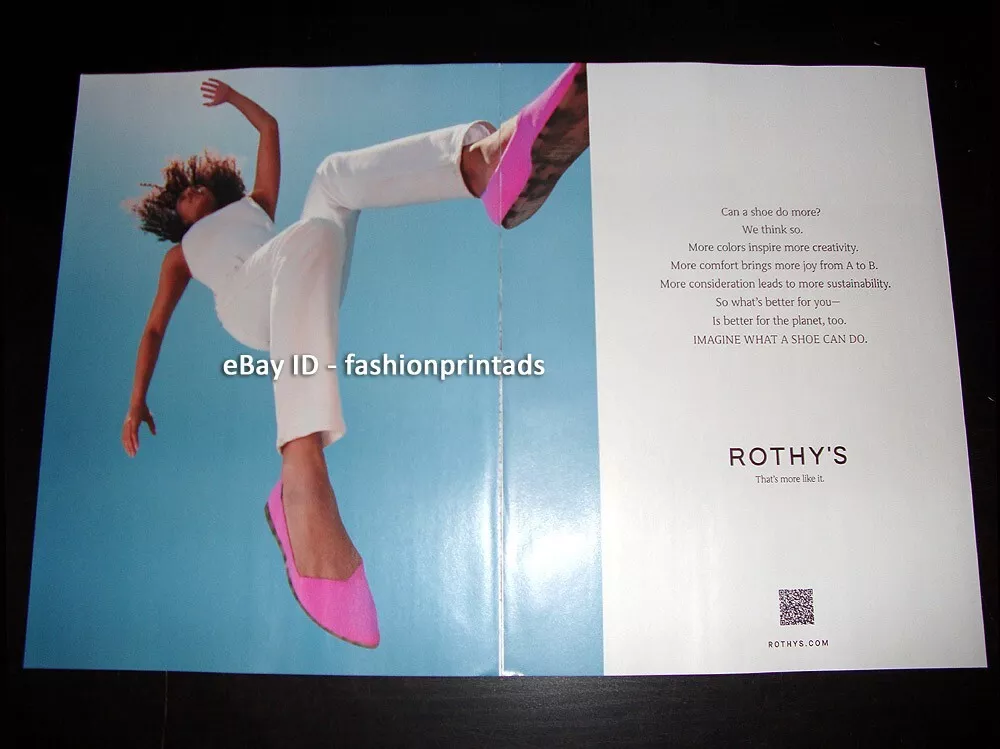 Can a shoe do more?
We think so.
More colors inspire more creativity.
More comfort brings more joy from A to B.
More consideration leads to more sustainability.
So what's better for you—
Is better for the planet, too.
IMAGINE WHAT A SHOE CAN DO.
eBay ID - fashionprintads
ROTHY'S
That's more like it.
ROTHYS.COM